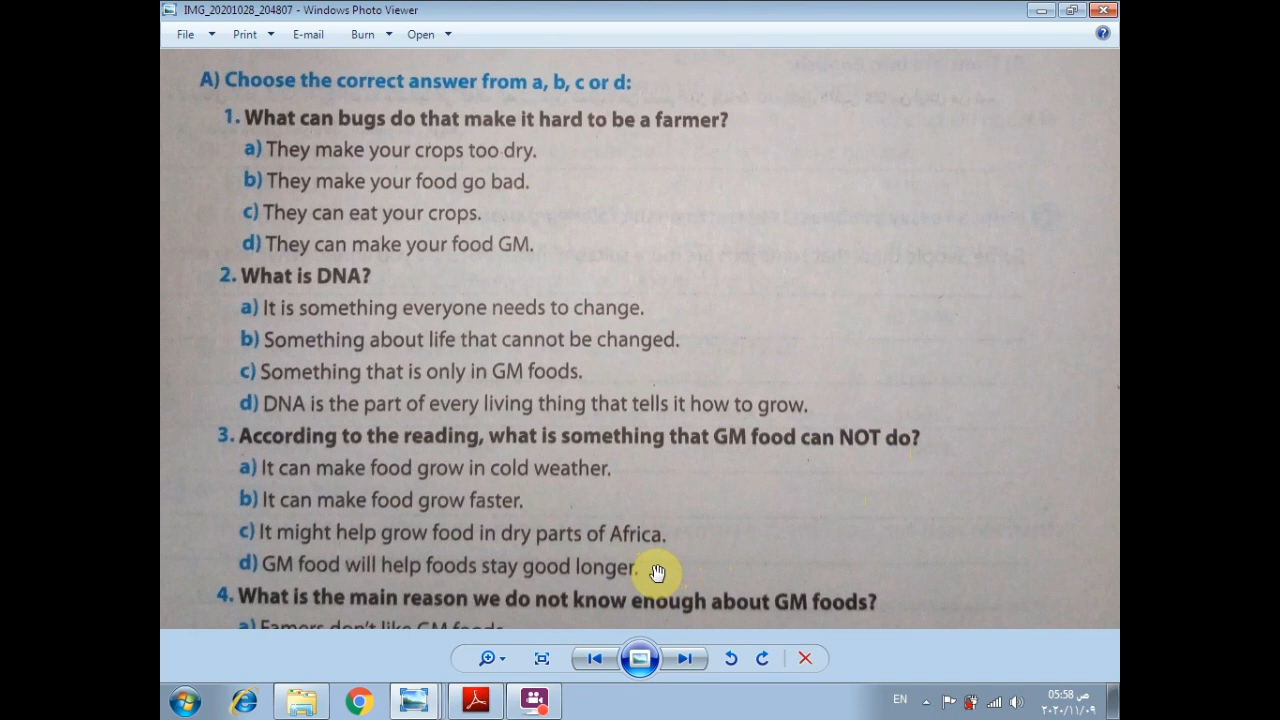 IMG_20201028_204807 - Windows Photo Viewer
File Print E-mail Burn Open
A) Choose the correct answer from a, b, c or d:
1. What can bugs do that make it hard to be a farmer?
a) They make your crops too dry.
b) They make your food go bad.
c) They can eat your crops.
d) They can make your food GM.
2. What is DNA?
a) It is something everyone needs to change.
b) Something about life that cannot be changed.
c) Something that is only in GM foods.
d) DNA is the part of every living thing that tells it how to grow.
3. According to the reading, what is something that GM food can NOT do?
a) It can make food grow in cold weather.
b) It can make food grow faster.
c) It might help grow food in dry parts of Africa.
d) GM food will help foods stay good longer.
4. What is the main reason we do not know enough about GM foods?
a) Famers don't like GM foods
EN
05:58 ص
٢٠٢٠/١١/٠٩